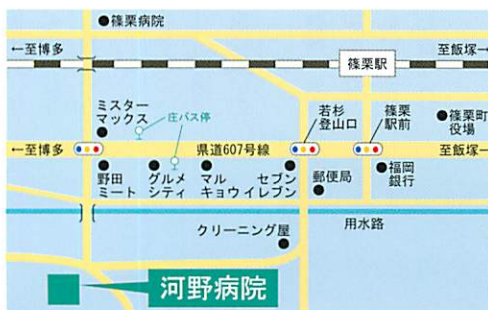 篠栗病院
←至博多
篠栗駅
至飯塚→
ミスター
マックス
庄バス停
若杉
登山口
篠栗
駅前
篠栗町
役場
←至博多
県道607号線
至飯塚→
野田
ミート
グルメ
シティ
マル
キョウ
セブン
イレブン
郵便局
福岡
銀行
用水路
クリーニング屋
河野病院